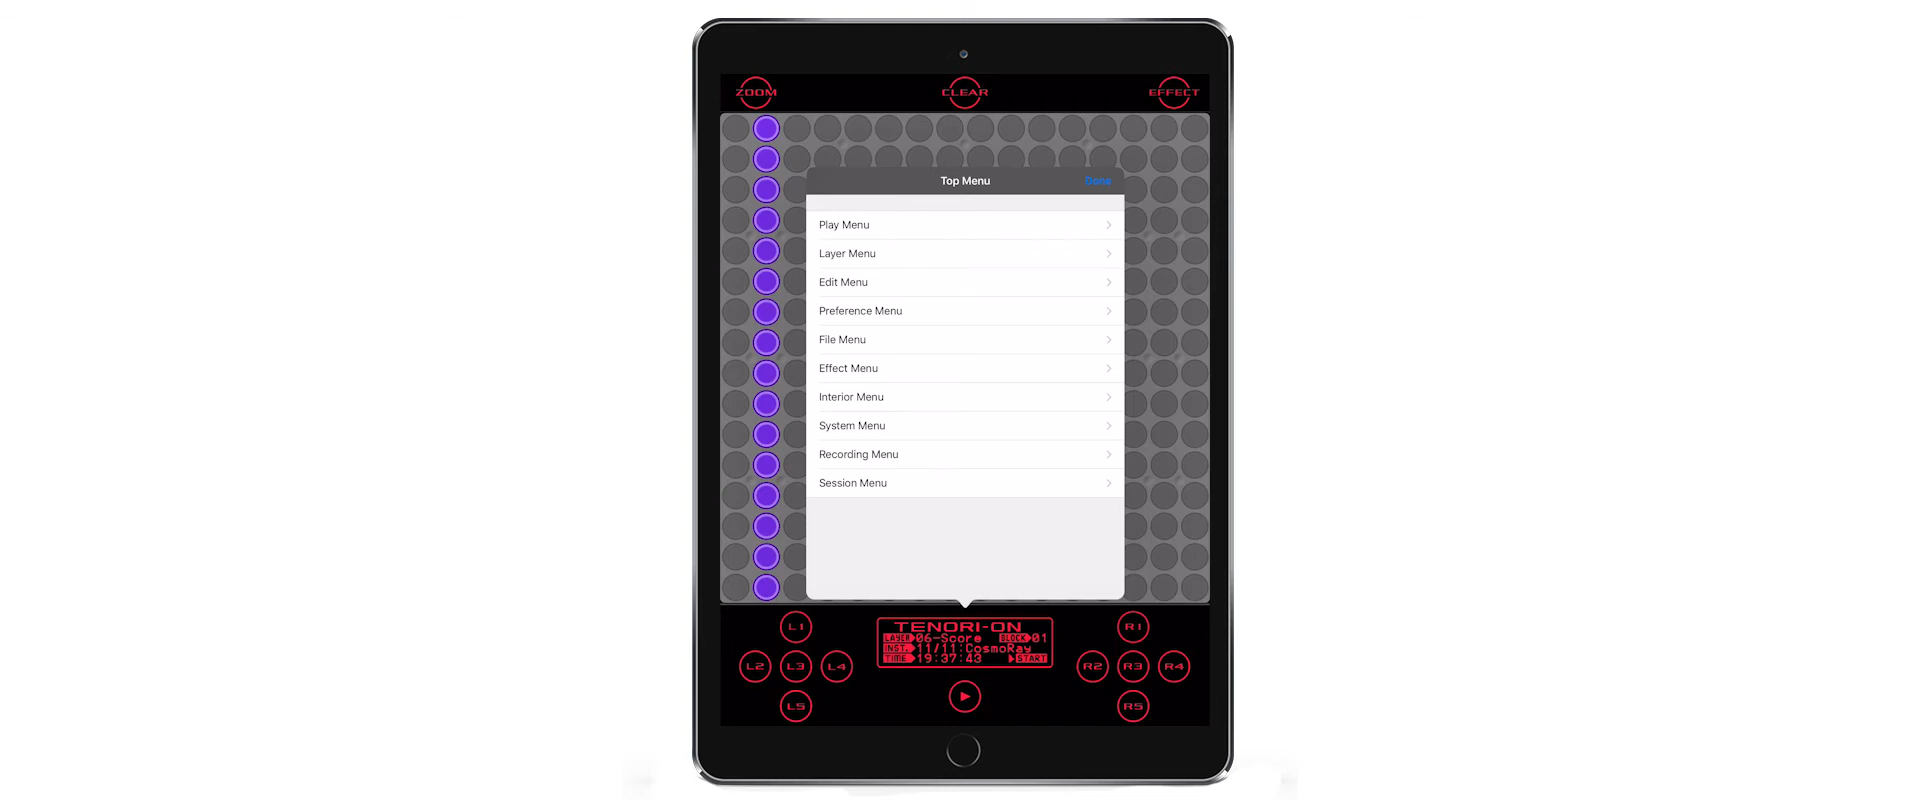 ZOOM
CLEAR
EFFECT
Top Menu
Done
Play Menu
Layer Menu
Edit Menu
Preference Menu
File Menu
Effect Menu
Interior Menu
System Menu
Recording Menu
Session Menu
L1
L2
L3
L4
L5
TENORI-ON
LAYER 06-Score BLOCK 01
INST. 11/11:CosmoRay
TIME 19:37:43 START
R1
R2
R3
R4
R5